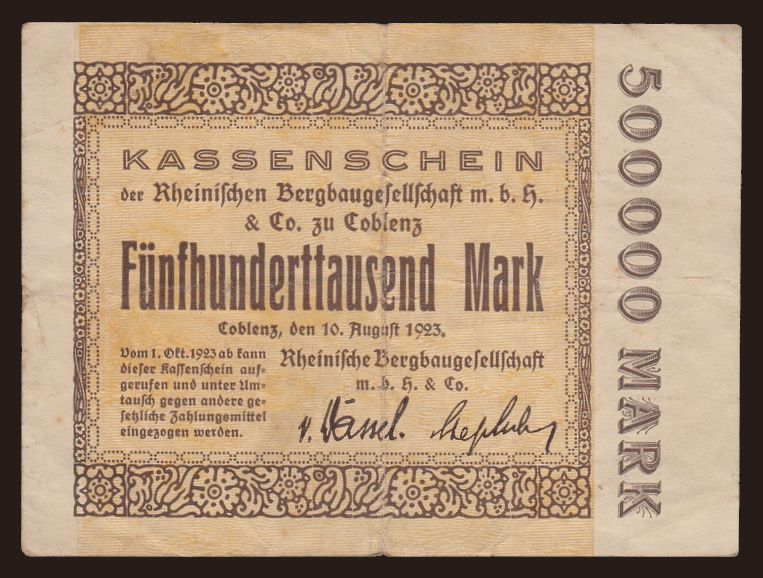 KASSENSCHEIN
der Rheinischen Bergbaugesellschaft m. b. H.
& Co. zu Coblenz
Fünfhunderttausend Mark
Coblenz, den 10. August 1923.
Vom 1. Okt. 1923 ab kann
dieser Kassenschein auf-
gerufen und unter Um-
tausch gegen andere ge-
setzliche Zahlungsmittel
eingezogen werden.
Rheinische Bergbaugesellschaft
m. b. H. & Co.
500000 MARK